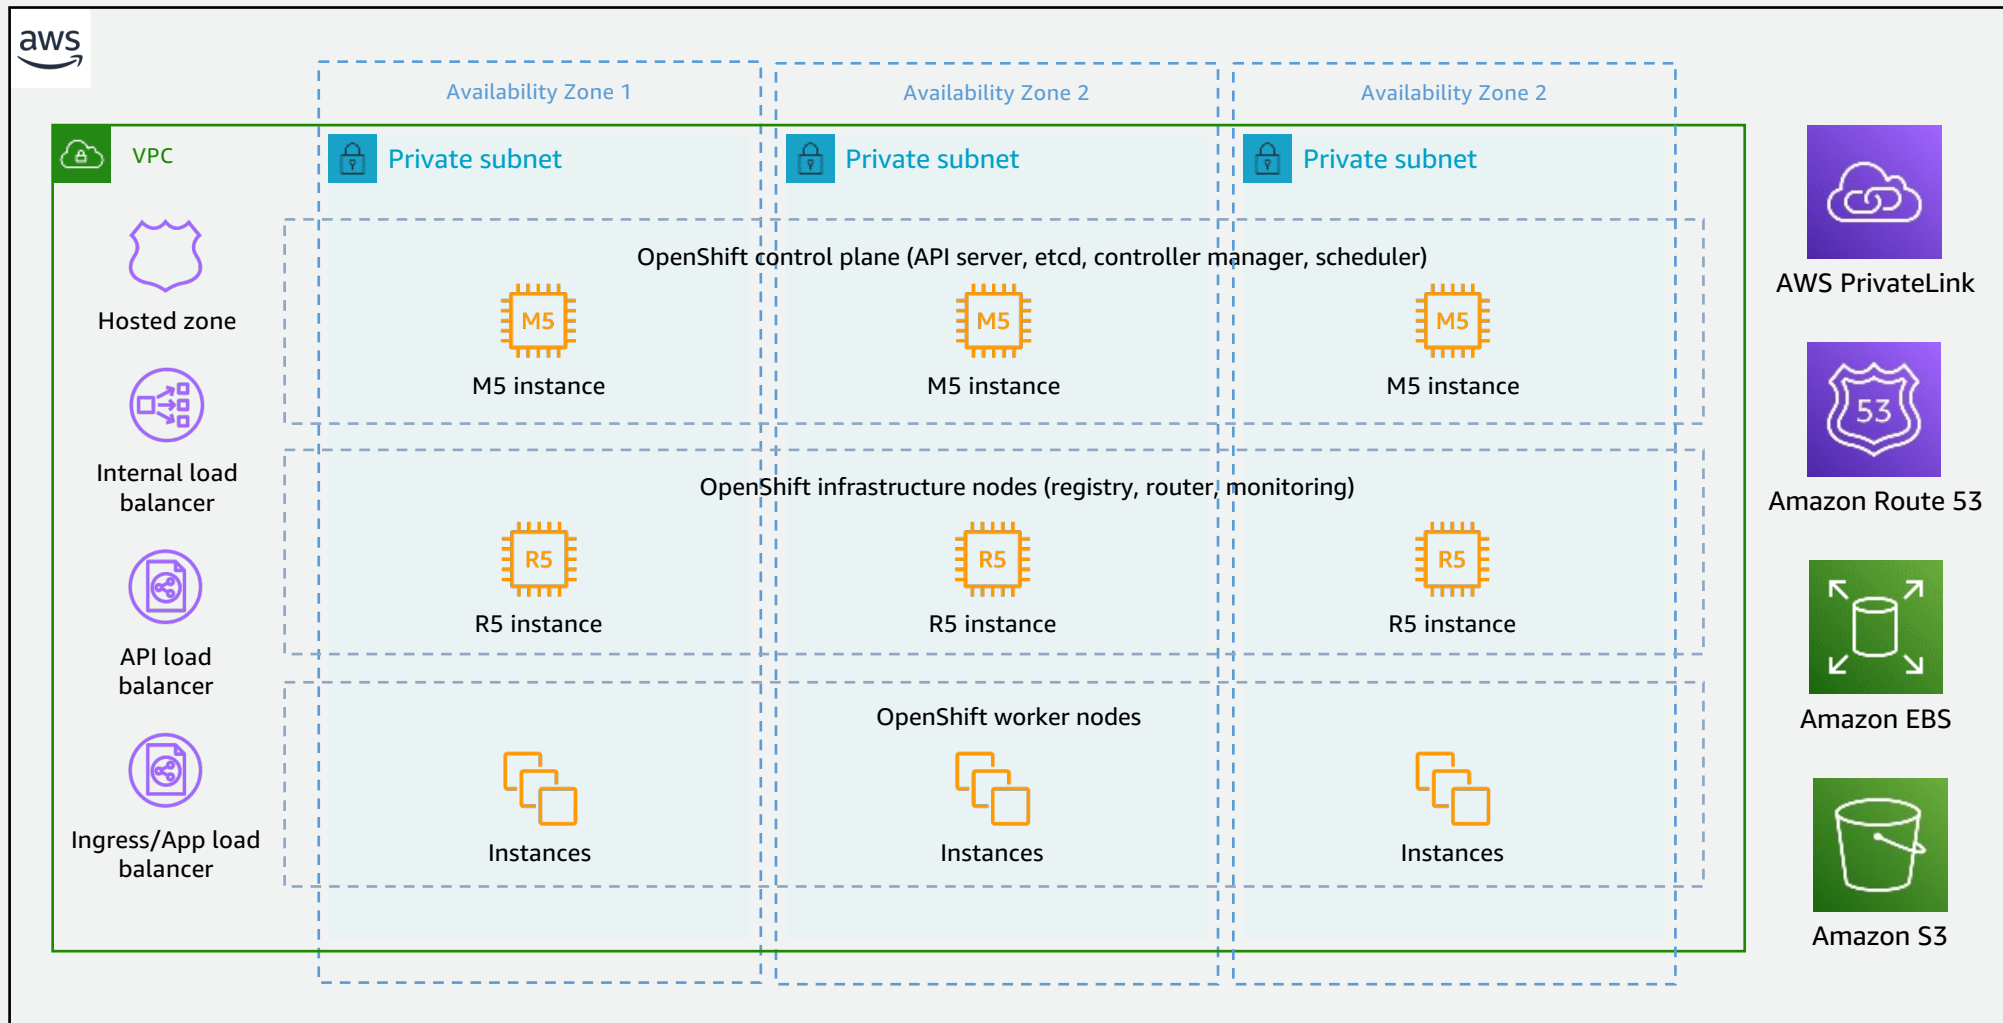 aws
Availability Zone 1
Availability Zone 2
Availability Zone 2
VPC
Private subnet
Private subnet
Private subnet
Hosted zone
Internal load
balancer
API load
balancer
Ingress/App load
balancer
OpenShift control plane (API server, etcd, controller manager, scheduler)
M5
M5
M5
M5 instance
M5 instance
M5 instance
OpenShift infrastructure nodes (registry, router, monitoring)
R5
R5
R5
R5 instance
R5 instance
R5 instance
OpenShift worker nodes
Instances
Instances
Instances
AWS PrivateLink
53
Amazon Route 53
Amazon EBS
Amazon S3